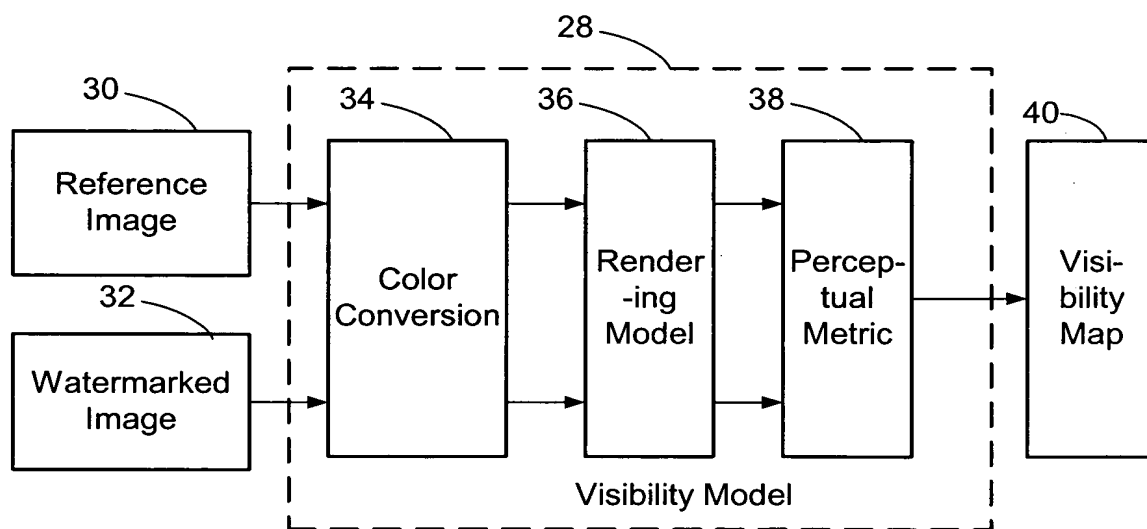 28
30
34
36
38
40
Reference
Image
Color
Conversion
Render
-ing
Model
Percep-
tual
Metric
Visi-
bility
Map
32
Watermarked
Image
Visibility Model